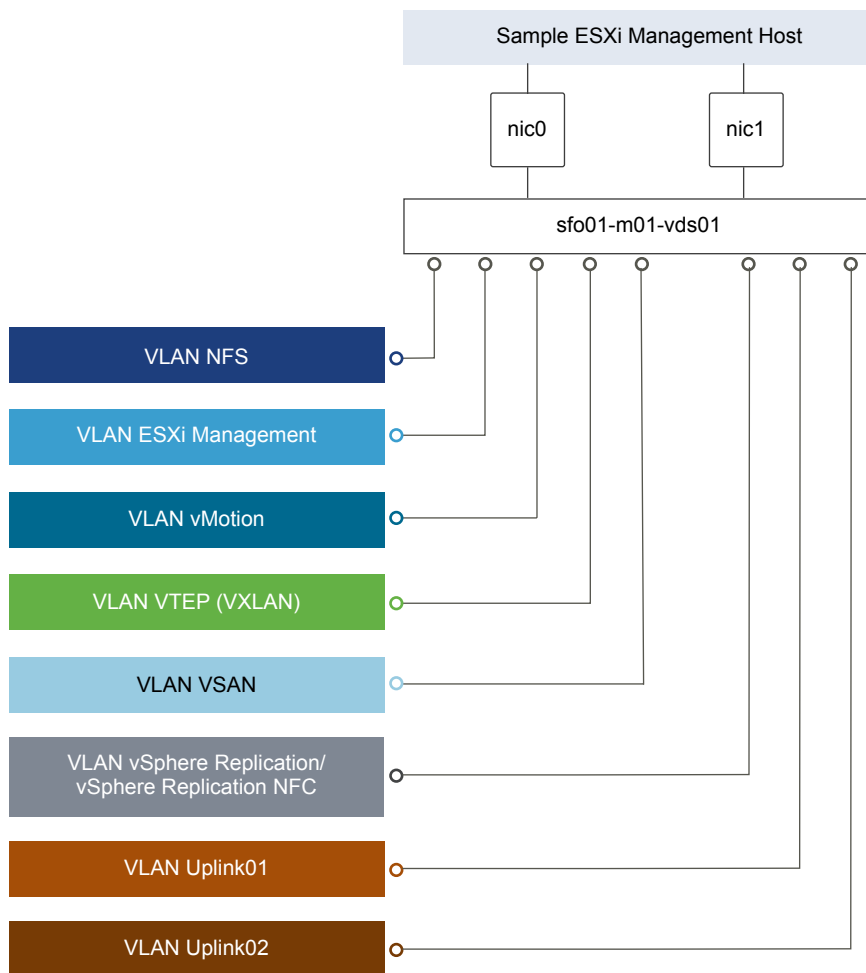 Sample ESXi Management Host
nic0
nic1
sfo01-m01-vds01
VLAN NFS
VLAN ESXi Management
VLAN vMotion
VLAN VTEP (VXLAN)
VLAN VSAN
VLAN vSphere Replication/
vSphere Replication NFC
VLAN Uplink01
VLAN Uplink02